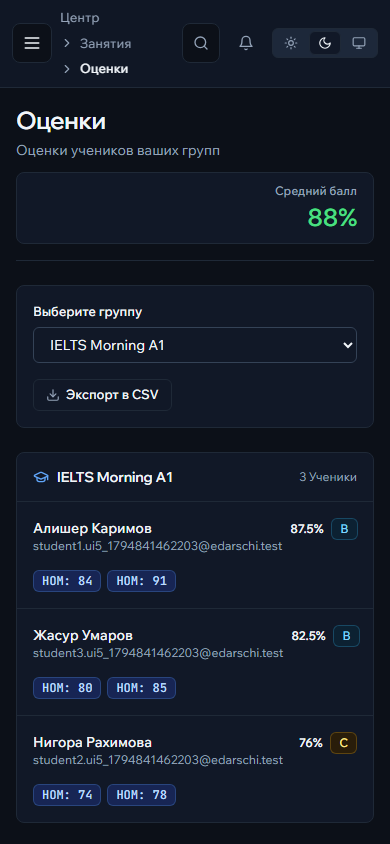 Центр
Занятия
Оценки
Оценки
Оценки учеников ваших групп
Средний балл
88%
Выберите группу
IELTS Morning A1
Экспорт в CSV
IELTS Morning A1
3 Ученики
Алишер Каримов
87.5% B
student1.ui5_1794841462203@edarschi.test
HOM: 84 HOM: 91
Жасур Умаров
82.5% B
student3.ui5_1794841462203@edarschi.test
HOM: 80 HOM: 85
Нигора Рахимова
76% C
student2.ui5_1794841462203@edarschi.test
HOM: 74 HOM: 78